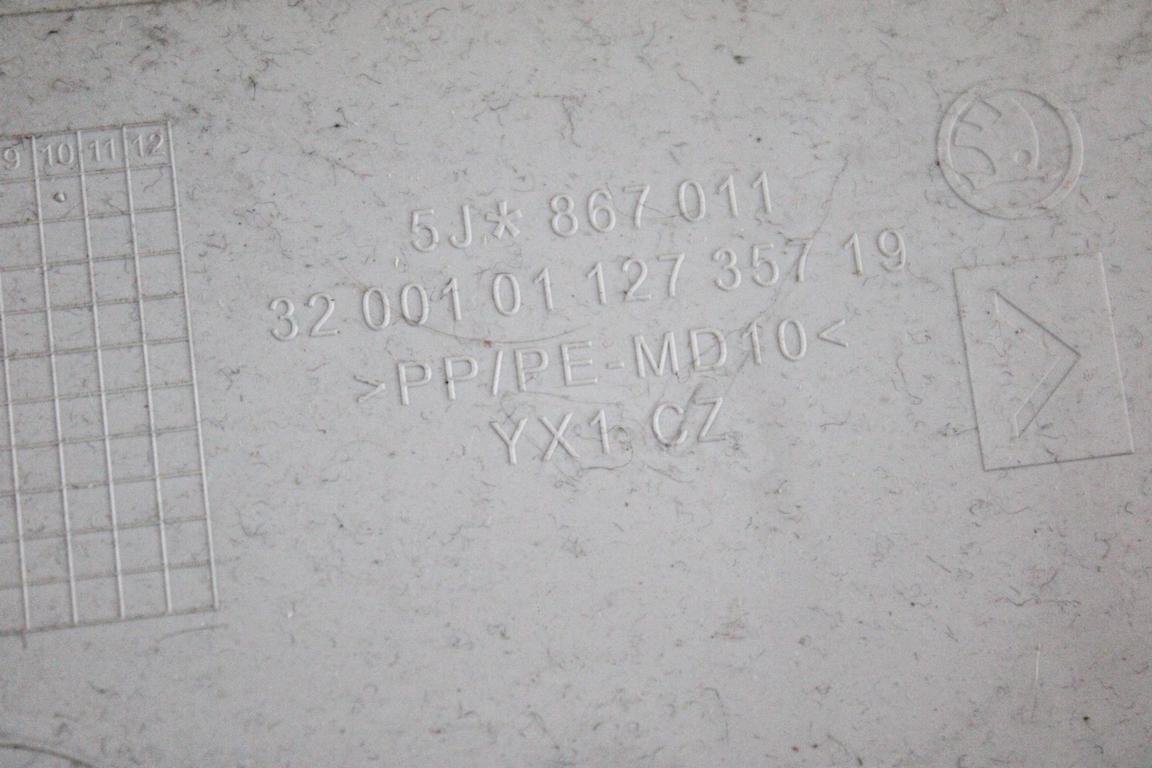 9 10 11 12
5J* 867 011
32 001 01 127 357 19
>PP/PE-MD10<
YX1 CZ